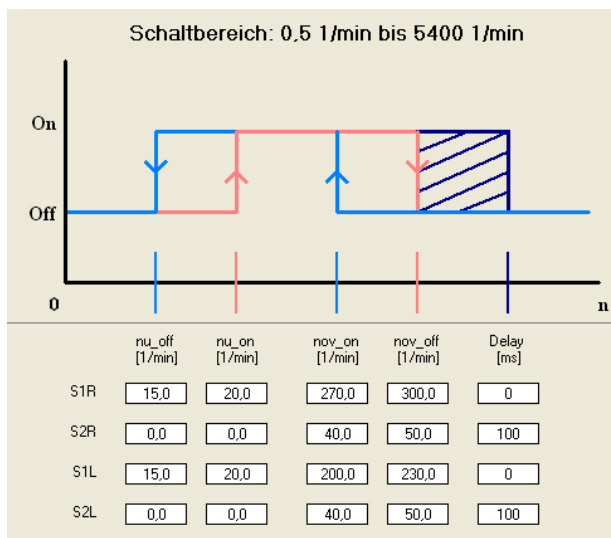 Schaltbereich: 0,5 1/min bis 5400 1/min
On
Off
0 n
nu_off nu_on nov_on nov_off Delay
[1/min] [1/min] [1/min] [1/min] [ms]
S1R 15,0 20,0 270,0 300,0 0
S2R 0,0 0,0 40,0 50,0 100
S1L 15,0 20,0 200,0 230,0 0
S2L 0,0 0,0 40,0 50,0 100